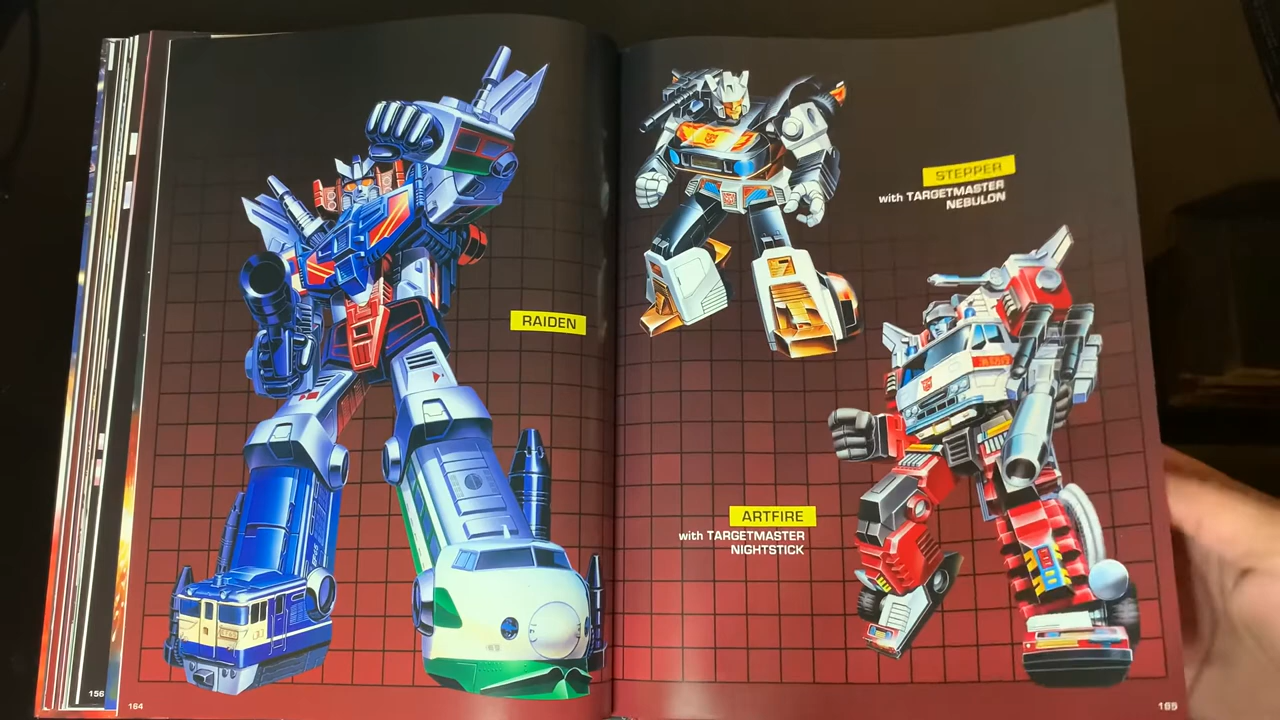 RAIDEN
STEPPER
with TARGETMASTER
NEBULON
ARTFIRE
with TARGETMASTER
NIGHTSTICK
156
164
165